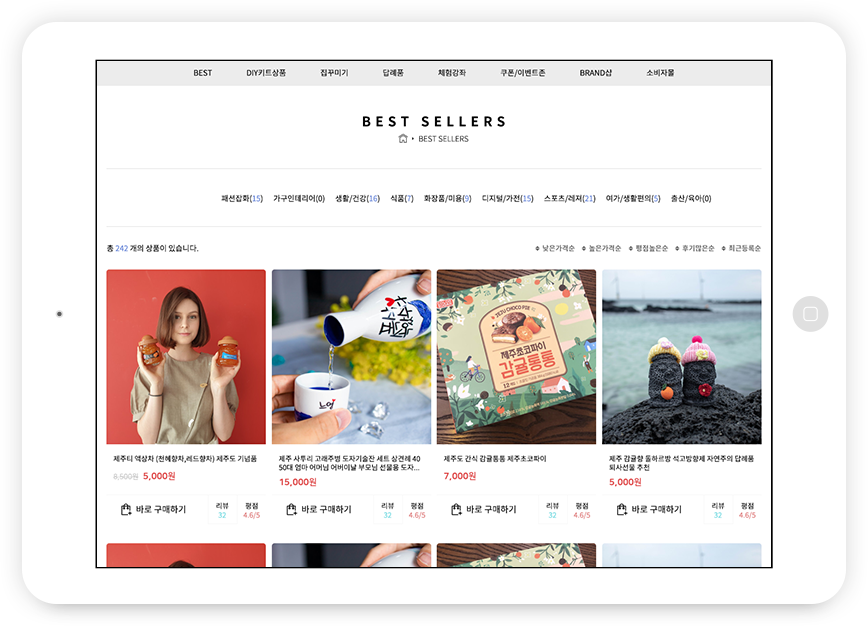 BEST DIY키트상품 집꾸미기 답례품 체험강좌 쿠폰/이벤트존 BRAND샵 소비자몰
BEST SELLERS
• BEST SELLERS
패션잡화(15) 가구인테리어(0) 생활/건강(16) 식품(7) 화장품/미용(9) 디지털/가전(15) 스포츠/레저(21) 여가/생활편의(5) 출산/육아(0)
총 242 개의 상품이 있습니다.
낮은가격순 높은가격순 평점높은순 후기많은순 최근등록순
JEJU CHOCO PIE
제주초코파이
감귤통통
제주티 액상차 (천혜향차,레드향차) 제주도 기념품
8,500원 5,000원
제주 사투리 고래주병 도자기술잔 세트 상견례 40
50대 엄마 어머님 어버이날 부모님 선물용 도자...
15,000원
제주도 간식 감귤통통 제주초코파이
7,000원
제주 감귤향 돌하르방 석고방향제 자연주의 답례품
퇴사선물 추천
5,000원
바로 구매하기 리뷰 32 평점 4.6/5
바로 구매하기 리뷰 32 평점 4.6/5
바로 구매하기 리뷰 32 평점 4.6/5
바로 구매하기 리뷰 32 평점 4.6/5